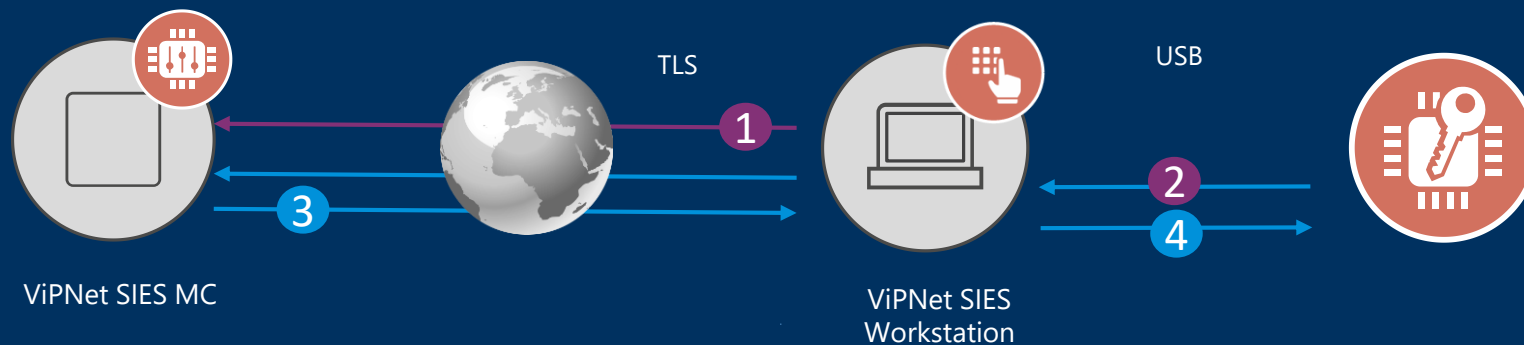 TLS
USB
1
2
3
4
ViPNet SIES MC
ViPNet SIES
Workstation